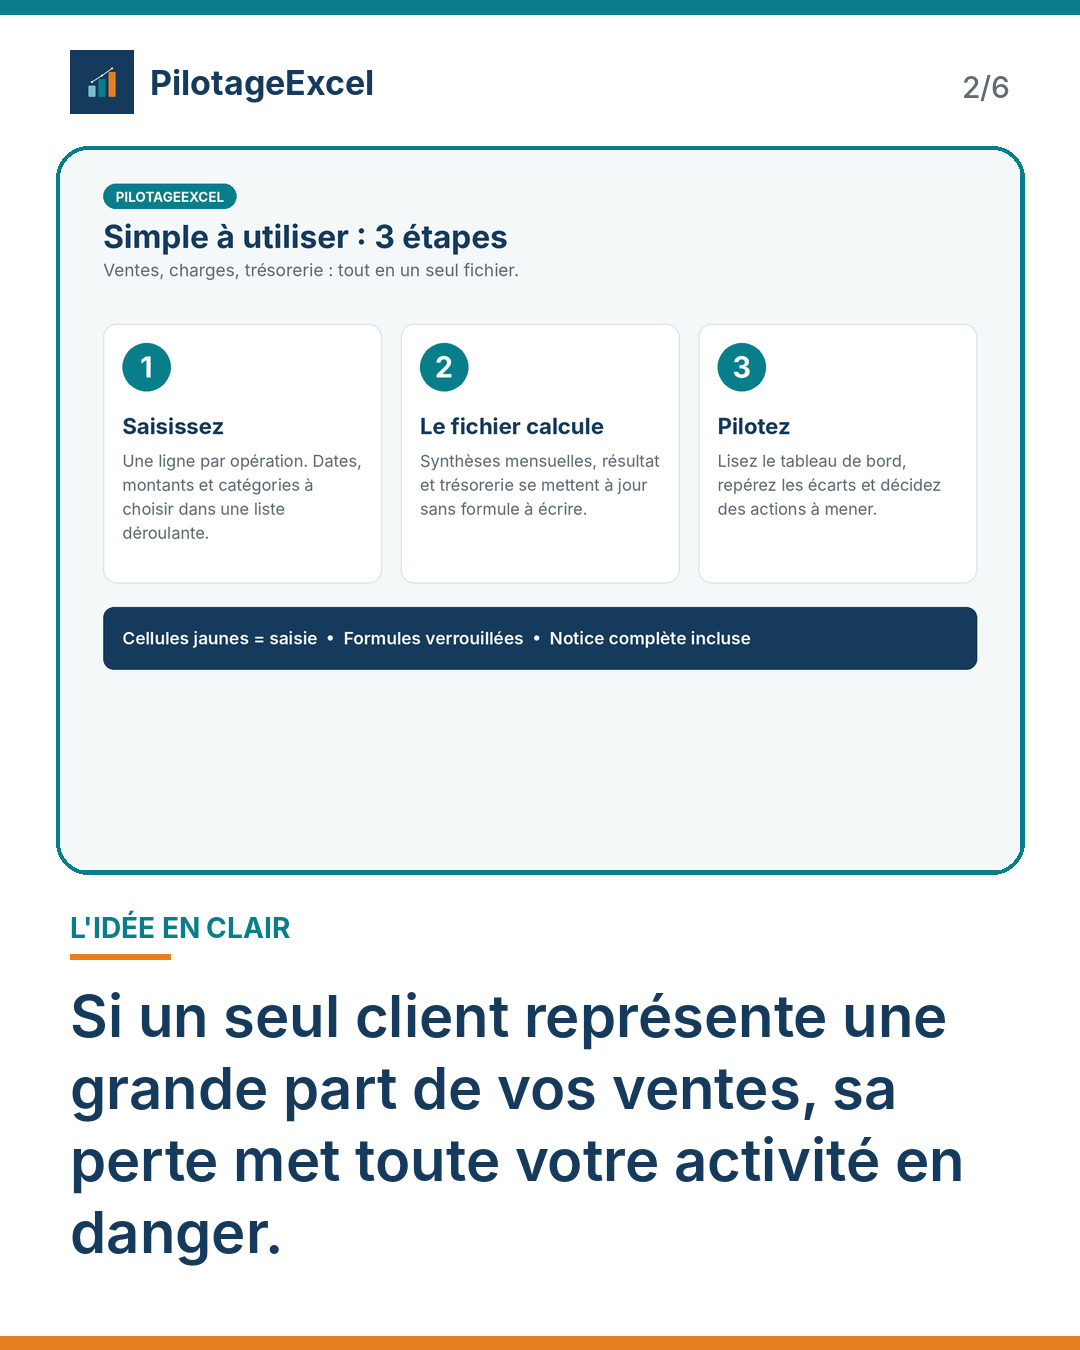 PilotageExcel
2/6
PILOTAGEEXCEL
Simple à utiliser : 3 étapes
Ventes, charges, trésorerie : tout en un seul fichier.
1
Saisissez
Une ligne par opération. Dates,
montants et catégories à
choisir dans une liste
déroulante.
2
Le fichier calcule
Synthèses mensuelles, résultat
et trésorerie se mettent à jour
sans formule à écrire.
3
Pilotez
Lisez le tableau de bord,
repérez les écarts et décidez
des actions à mener.
Cellules jaunes = saisie • Formules verrouillées • Notice complète incluse
L'IDÉE EN CLAIR
Si un seul client représente une
grande part de vos ventes, sa
perte met toute votre activité en
danger.